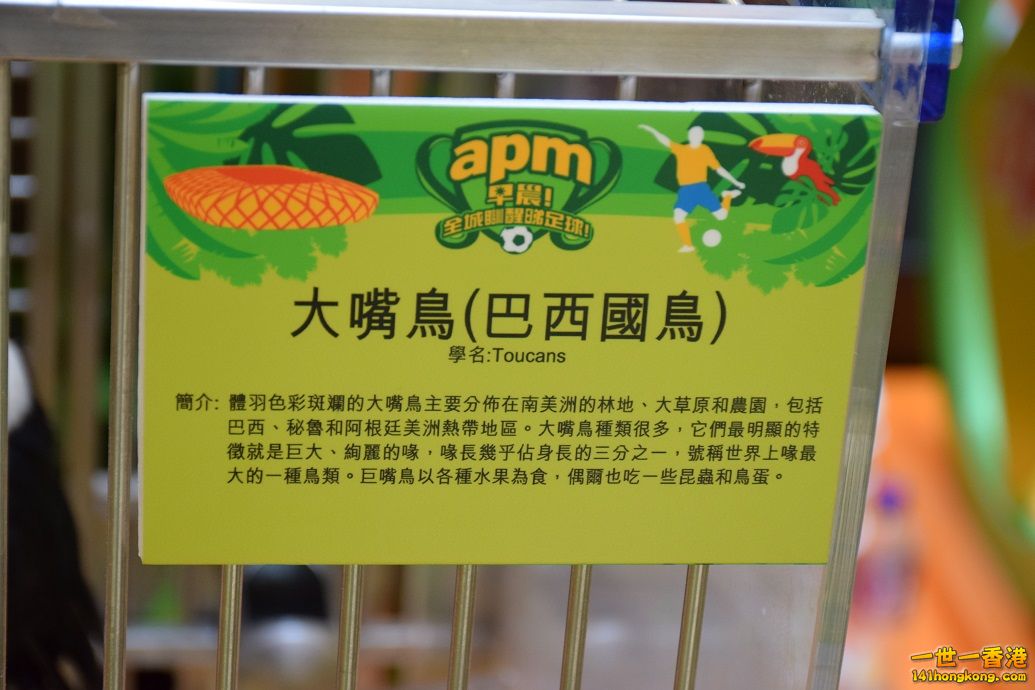 apm
早晨!
全城瞓醒睇足球!
大嘴鳥(巴西國鳥)
學名:Toucans
簡介: 體羽色彩斑斕的大嘴鳥主要分佈在南美洲的林地、大草原和農園，包括
巴西、秘魯和阿根廷美洲熱帶地區。大嘴鳥種類很多，它們最明顯的特
徵就是巨大、絢麗的喙，喙長幾乎佔身長的三分之一，號稱世界上喙最
大的一種鳥類。巨嘴鳥以各種水果為食，偶爾也吃一些昆蟲和鳥蛋。
一世一香港
141hongkong.com